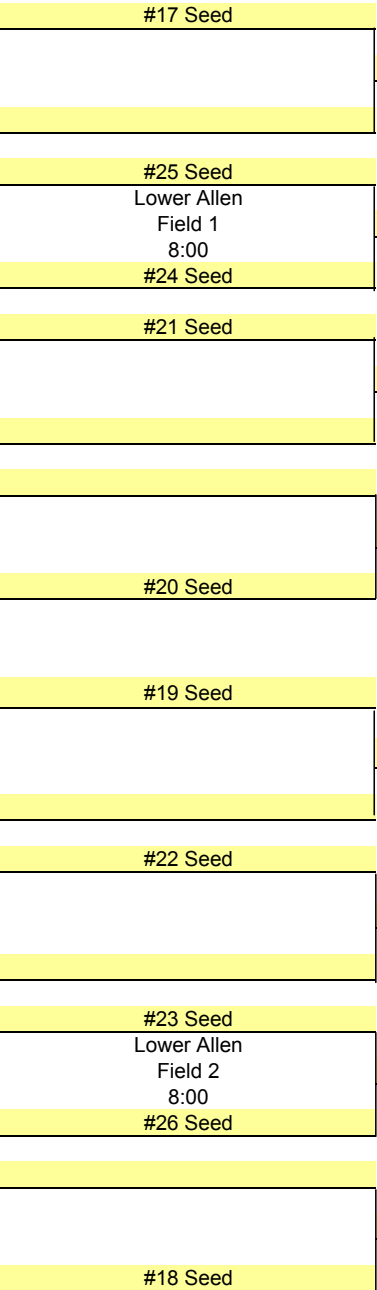 #17 Seed
#25 Seed
Lower Allen
Field 1
8:00
#24 Seed
#21 Seed
#20 Seed
#19 Seed
#22 Seed
#23 Seed
Lower Allen
Field 2
8:00
#26 Seed
#18 Seed